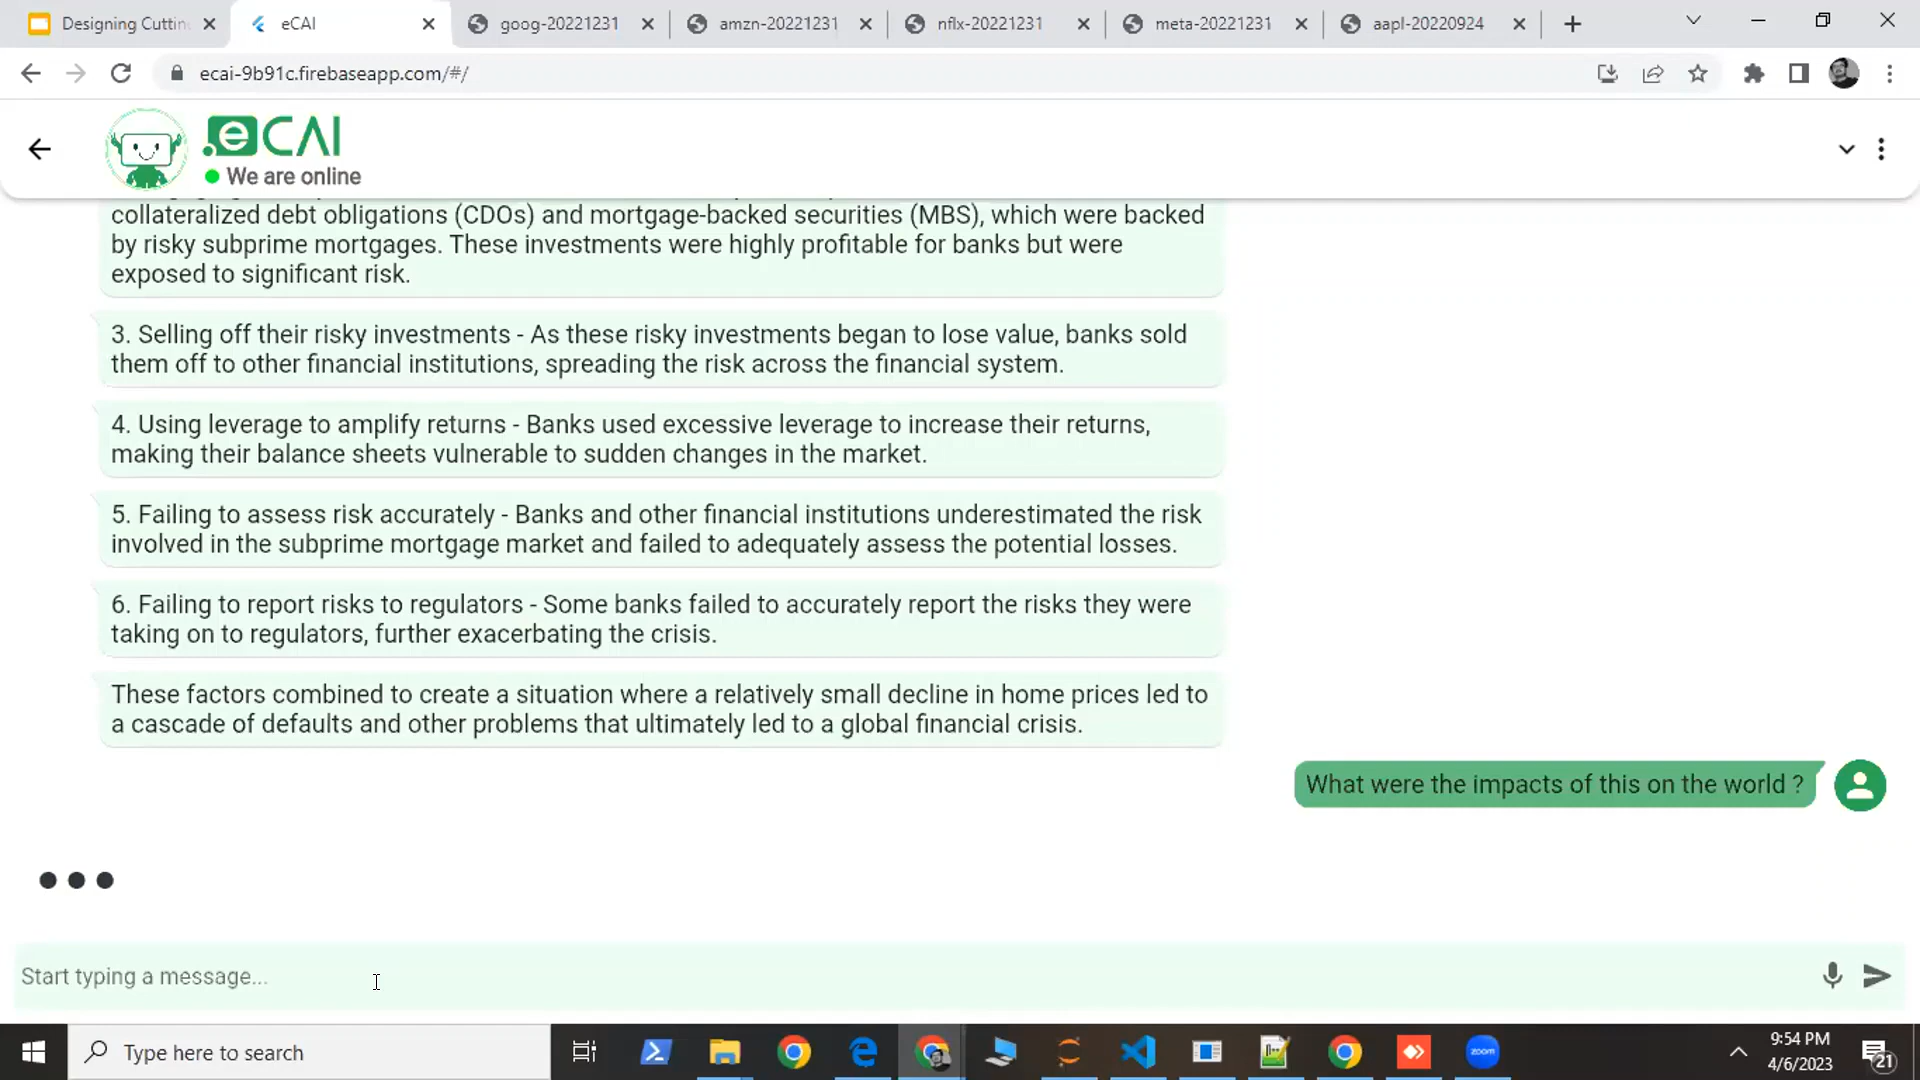 Designing Cuttin
eCAI
goog-20221231
amzn-20221231
nflx-20221231
meta-20221231
aapl-20220924
ecai-9b91c.firebaseapp.com/#/
.eCAI
We are online
collateralized debt obligations (CDOs) and mortgage-backed securities (MBS), which were backed
by risky subprime mortgages. These investments were highly profitable for banks but were
exposed to significant risk.
3. Selling off their risky investments - As these risky investments began to lose value, banks sold
them off to other financial institutions, spreading the risk across the financial system.
4. Using leverage to amplify returns - Banks used excessive leverage to increase their returns,
making their balance sheets vulnerable to sudden changes in the market.
5. Failing to assess risk accurately - Banks and other financial institutions underestimated the risk
involved in the subprime mortgage market and failed to adequately assess the potential losses.
6. Failing to report risks to regulators - Some banks failed to accurately report the risks they were
taking on to regulators, further exacerbating the crisis.
These factors combined to create a situation where a relatively small decline in home prices led to
a cascade of defaults and other problems that ultimately led to a global financial crisis.
What were the impacts of this on the world ?
Start typing a message...
Type here to search
zoom
9:54 PM
4/6/2023
21